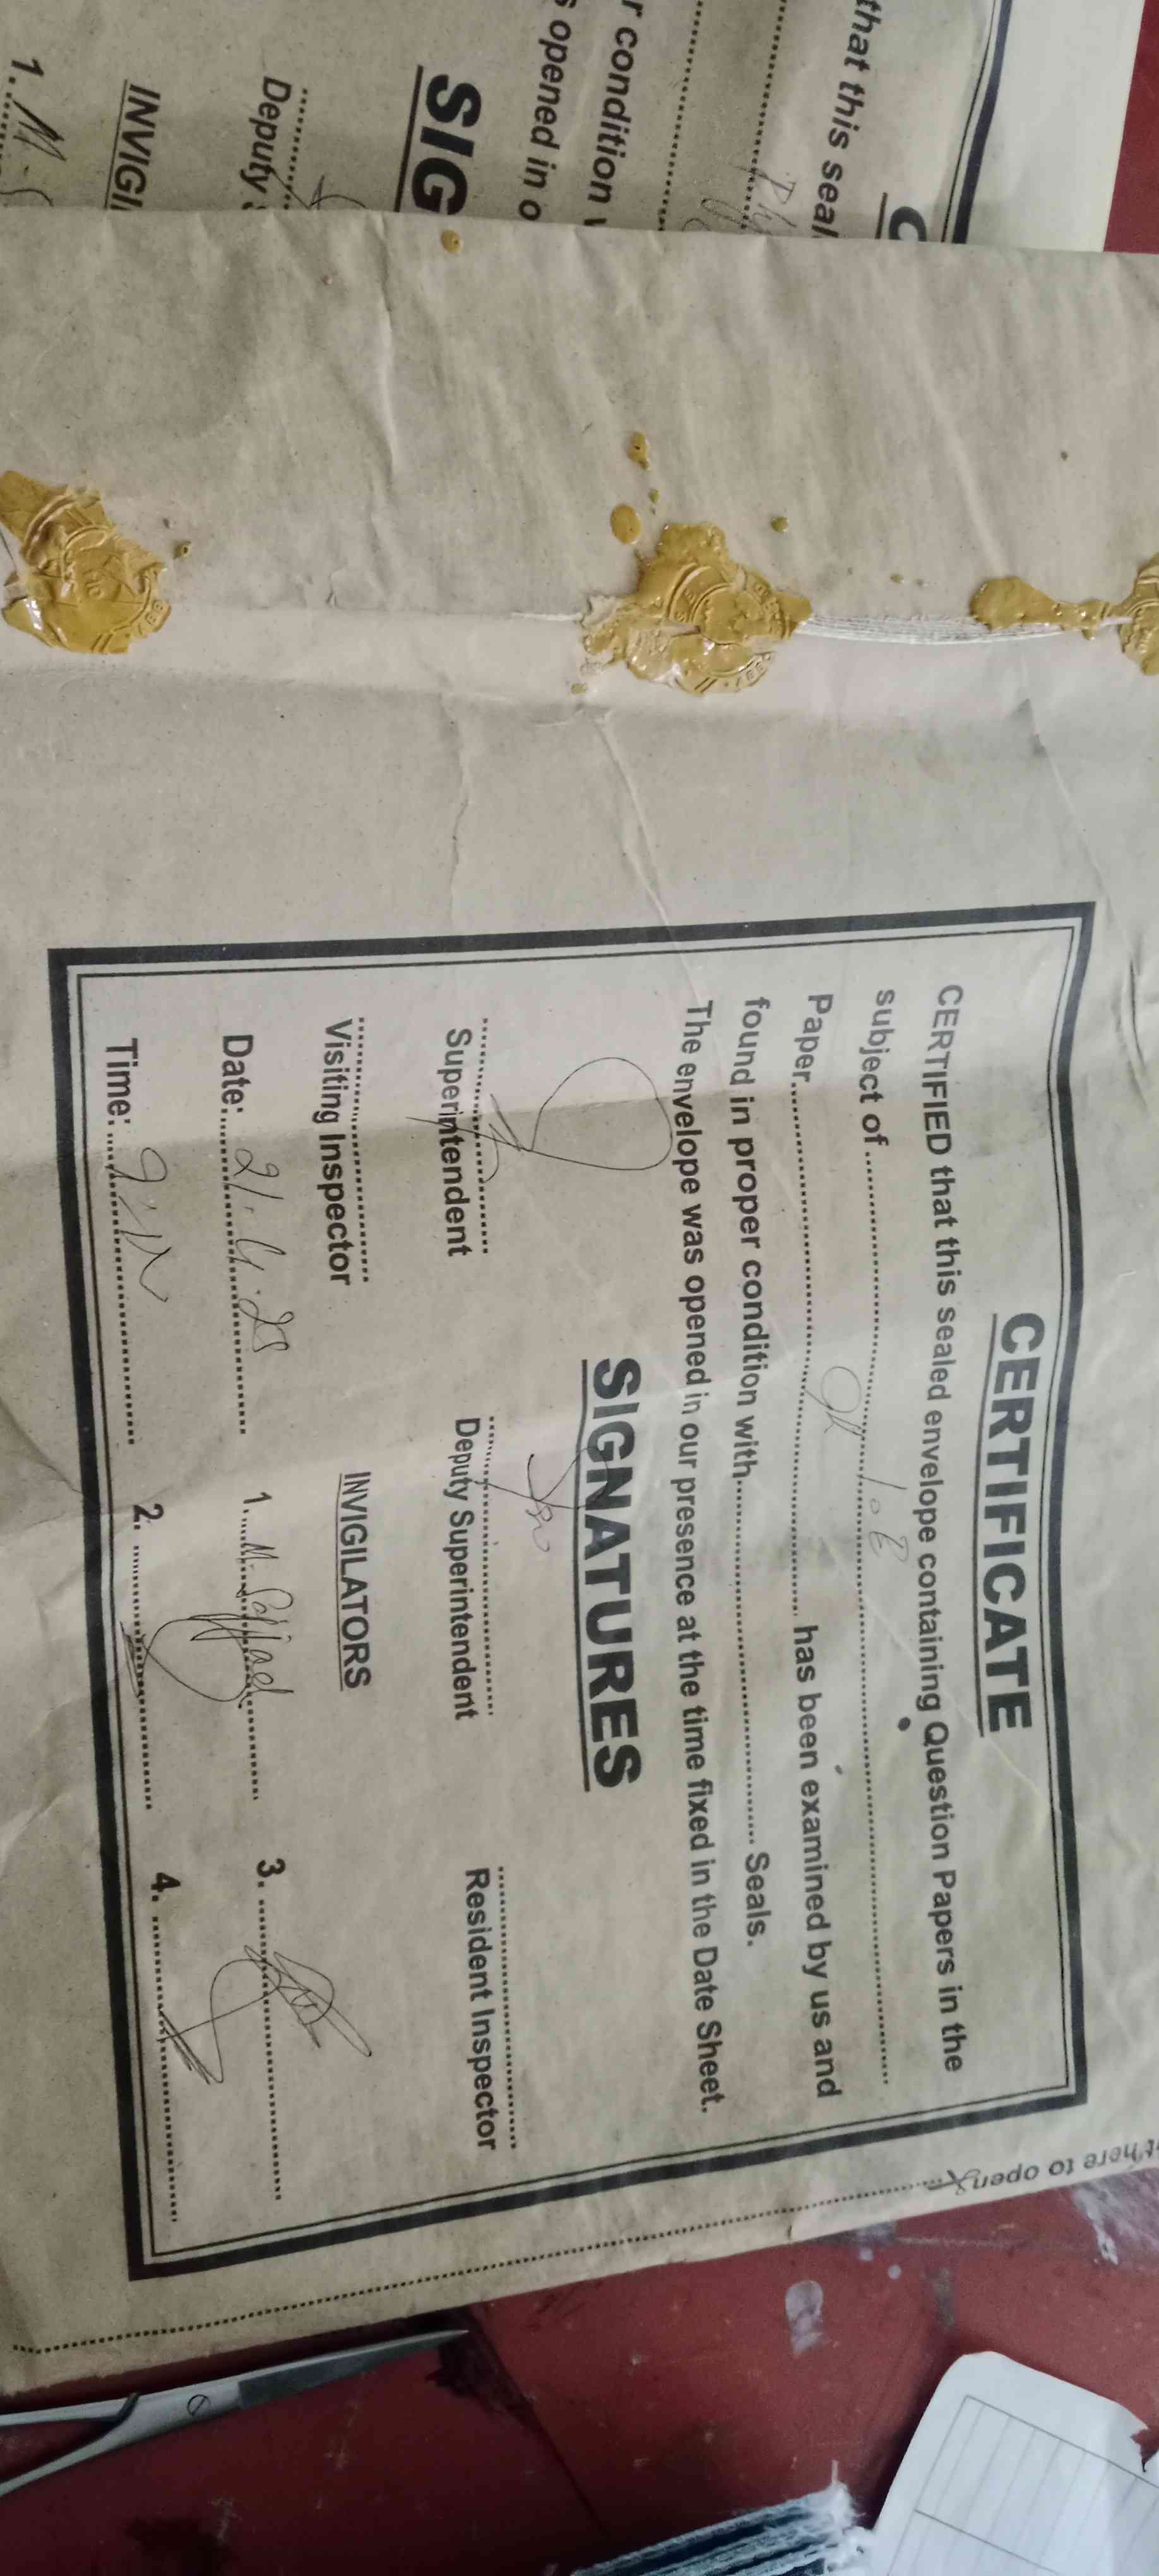 CERTIFICATE
CERTIFIED that this sealed envelope containing Question Papers in the
subject of
Paper has been examined by us and
found in proper condition with Seals.
The envelope was opened in our presence at the time fixed in the Date Sheet.
SIGNATURES
Superintendent Deputy Superintendent Resident Inspector
Visiting Inspector INVIGILATORS
Date: 1. 3.
Time: 2. 4.
here to open
that this seal
r condition
opened in o
SIG
Deputy
INVIGI
1.